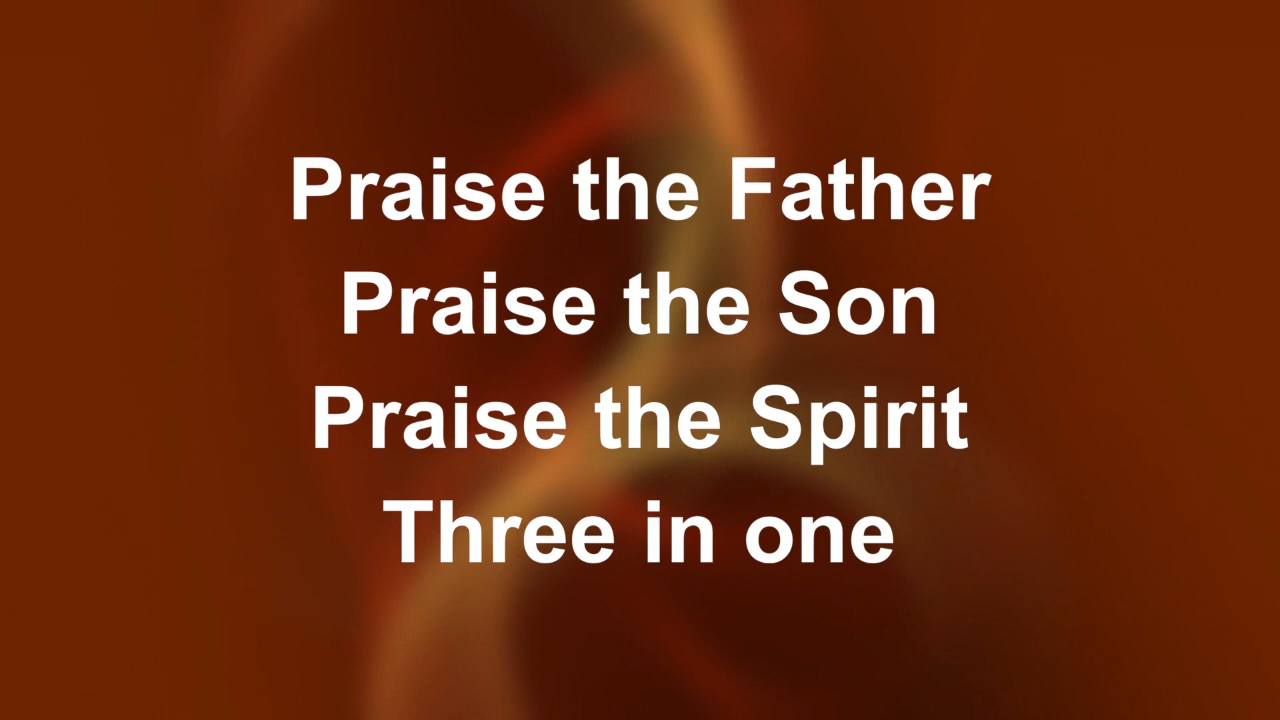 Praise the Father
Praise the Son
Praise the Spirit
Three in one